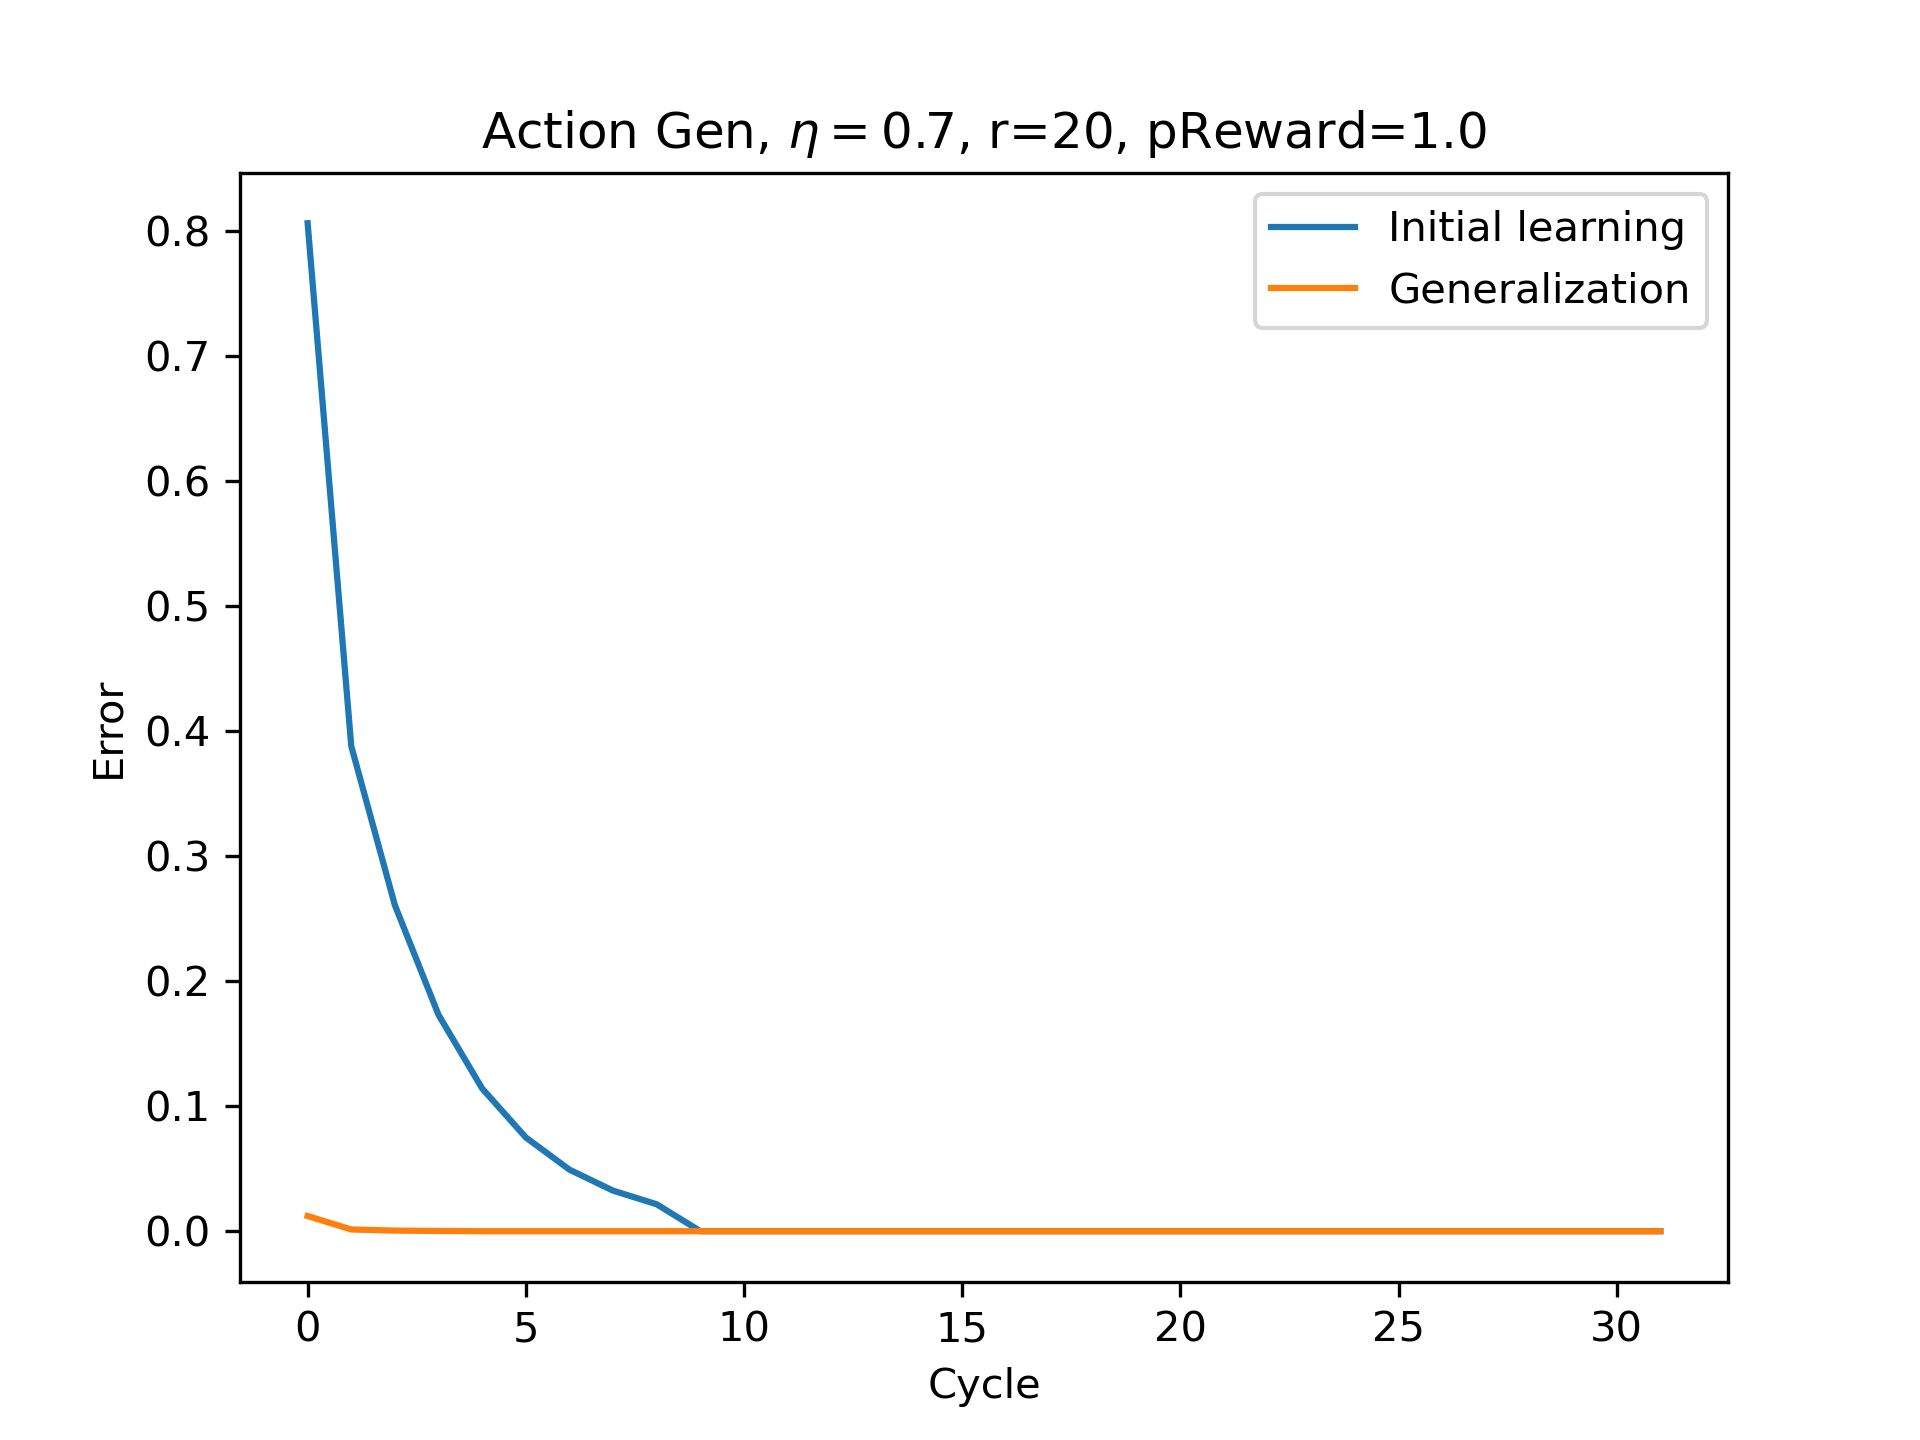 Action Gen, η = 0.7, r=20, pReward=1.0
Initial learning
Generalization
0.8
0.7
0.6
0.5
0.4
0.3
0.2
0.1
0.0
Error
0 5 10 15 20 25 30
Cycle